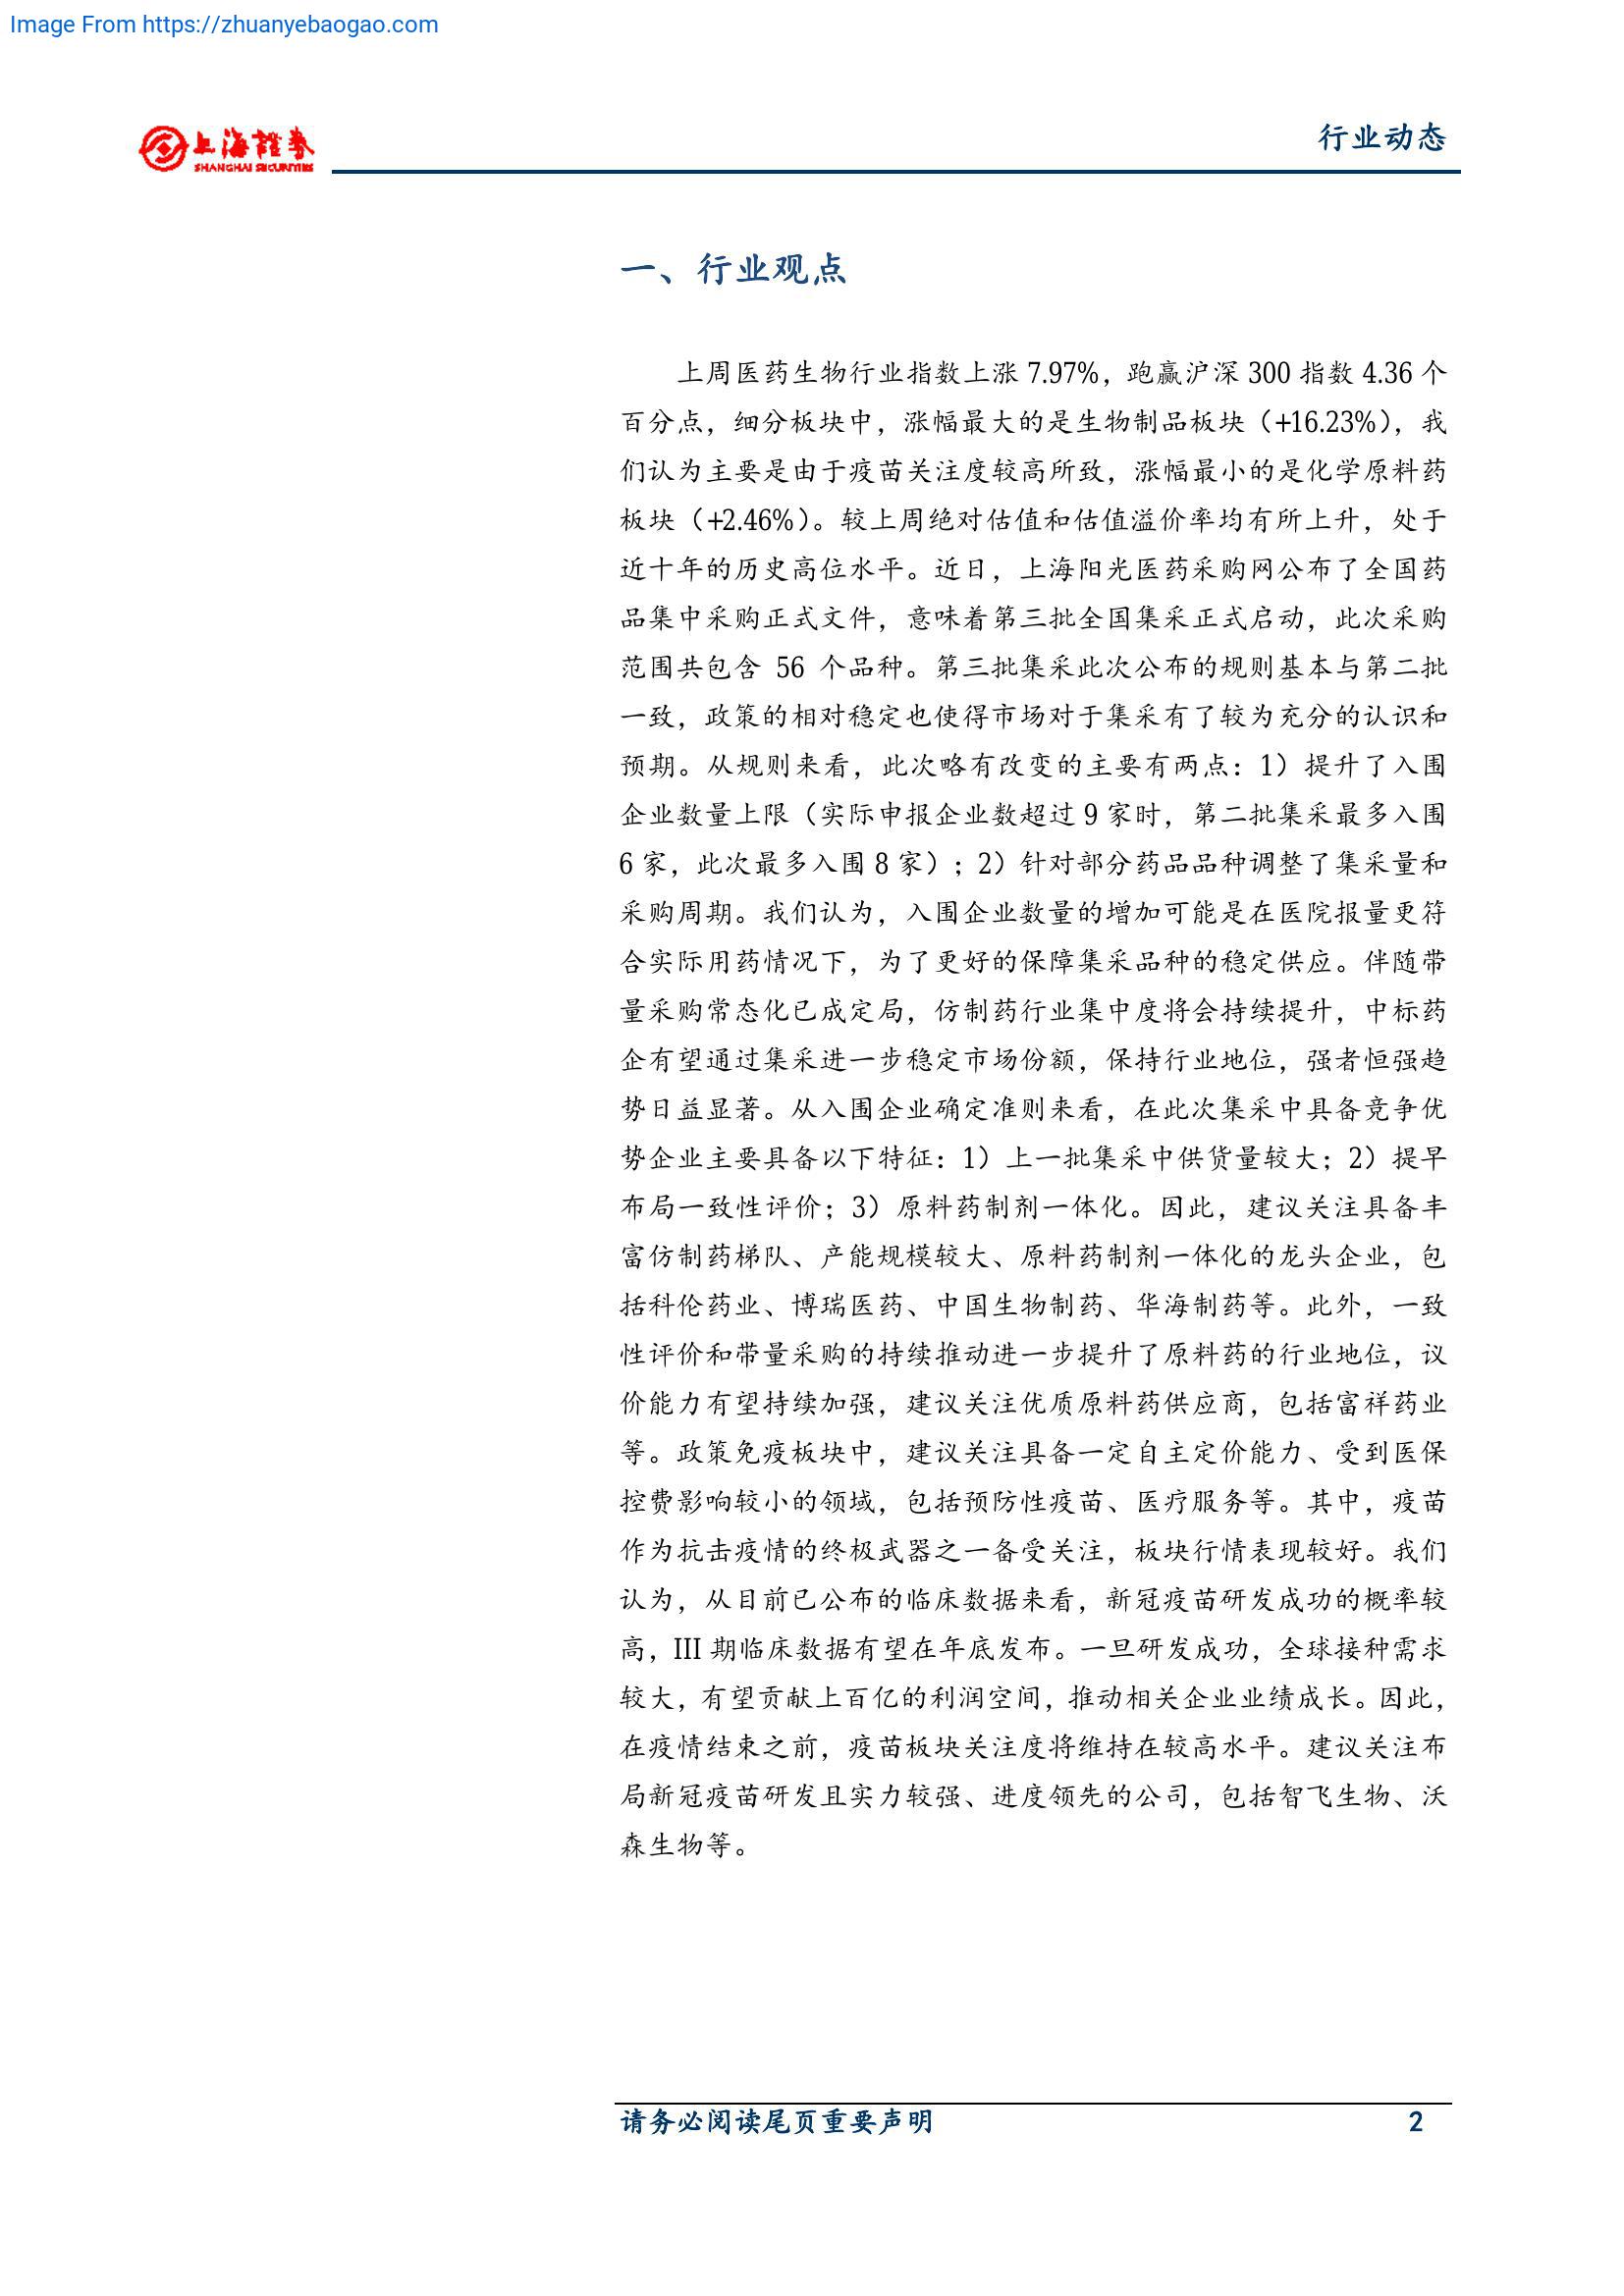 Image From https://zhuanyebaogao.com
上海證券
SHANGHAI SECURITIES
行业动态
一、行业观点
上周医药生物行业指数上涨 7.97%，跑赢沪深 300 指数 4.36 个
百分点，细分板块中，涨幅最大的是生物制品板块（+16.23%），我
们认为主要是由于疫苗关注度较高所致，涨幅最小的是化学原料药
板块（+2.46%）。较上周绝对估值和估值溢价率均有所上升，处于
近十年的历史高位水平。近日，上海阳光医药采购网公布了全国药
品集中采购正式文件，意味着第三批全国集采正式启动，此次采购
范围共包含 56 个品种。第三批集采此次公布的规则基本与第二批
一致，政策的相对稳定也使得市场对于集采有了较为充分的认识和
预期。从规则来看，此次略有改变的主要有两点：1）提升了入围
企业数量上限（实际申报企业数超过 9 家时，第二批集采最多入围
6 家，此次最多入围 8 家）；2）针对部分药品品种调整了集采量和
采购周期。我们认为，入围企业数量的增加可能是在医院报量更符
合实际用药情况下，为了更好的保障集采品种的稳定供应。伴随带
量采购常态化已成定局，仿制药行业集中度将会持续提升，中标药
企有望通过集采进一步稳定市场份额，保持行业地位，强者恒强趋
势日益显著。从入围企业确定准则来看，在此次集采中具备竞争优
势企业主要具备以下特征：1）上一批集采中供货量较大；2）提早
布局一致性评价；3）原料药制剂一体化。因此，建议关注具备丰
富仿制药梯队、产能规模较大、原料药制剂一体化的龙头企业，包
括科伦药业、博瑞医药、中国生物制药、华海制药等。此外，一致
性评价和带量采购的持续推动进一步提升了原料药的行业地位，议
价能力有望持续加强，建议关注优质原料药供应商，包括富祥药业
等。政策免疫板块中，建议关注具备一定自主定价能力、受到医保
控费影响较小的领域，包括预防性疫苗、医疗服务等。其中，疫苗
作为抗击疫情的终极武器之一备受关注，板块行情表现较好。我们
认为，从目前已公布的临床数据来看，新冠疫苗研发成功的概率较
高，III 期临床数据有望在年底发布。一旦研发成功，全球接种需求
较大，有望贡献上百亿的利润空间，推动相关企业业绩成长。因此，
在疫情结束之前，疫苗板块关注度将维持在较高水平。建议关注布
局新冠疫苗研发且实力较强、进度领先的公司，包括智飞生物、沃
森生物等。
请务必阅读尾页重要声明
2